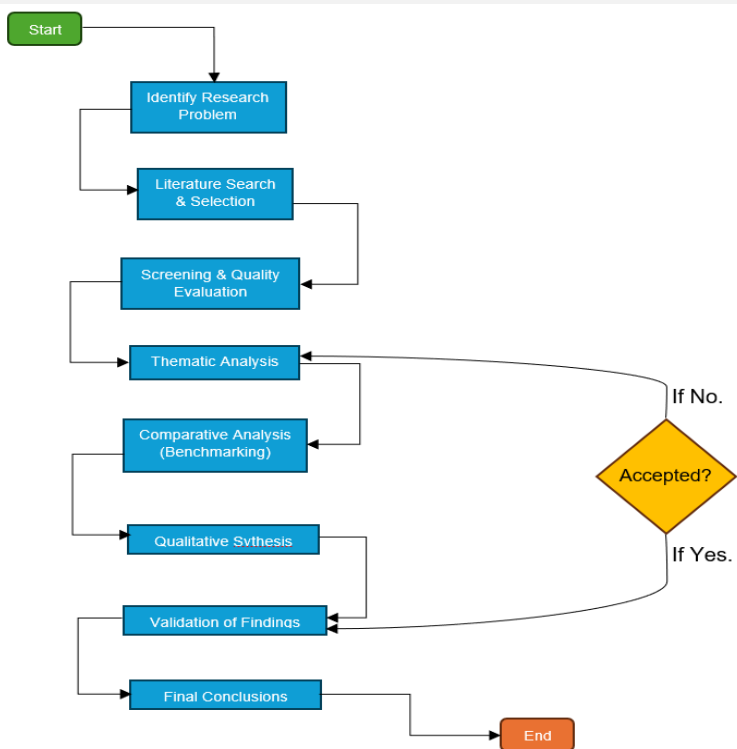 Start
Identify Research
Problem
Literature Search
& Selection
Screening & Quality
Evaluation
Thematic Analysis
If No.
Comparative Analysis
(Benchmarking)
Accepted?
Qualitative Svthesis
If Yes.
Validation of Findings
Final Conclusions
End